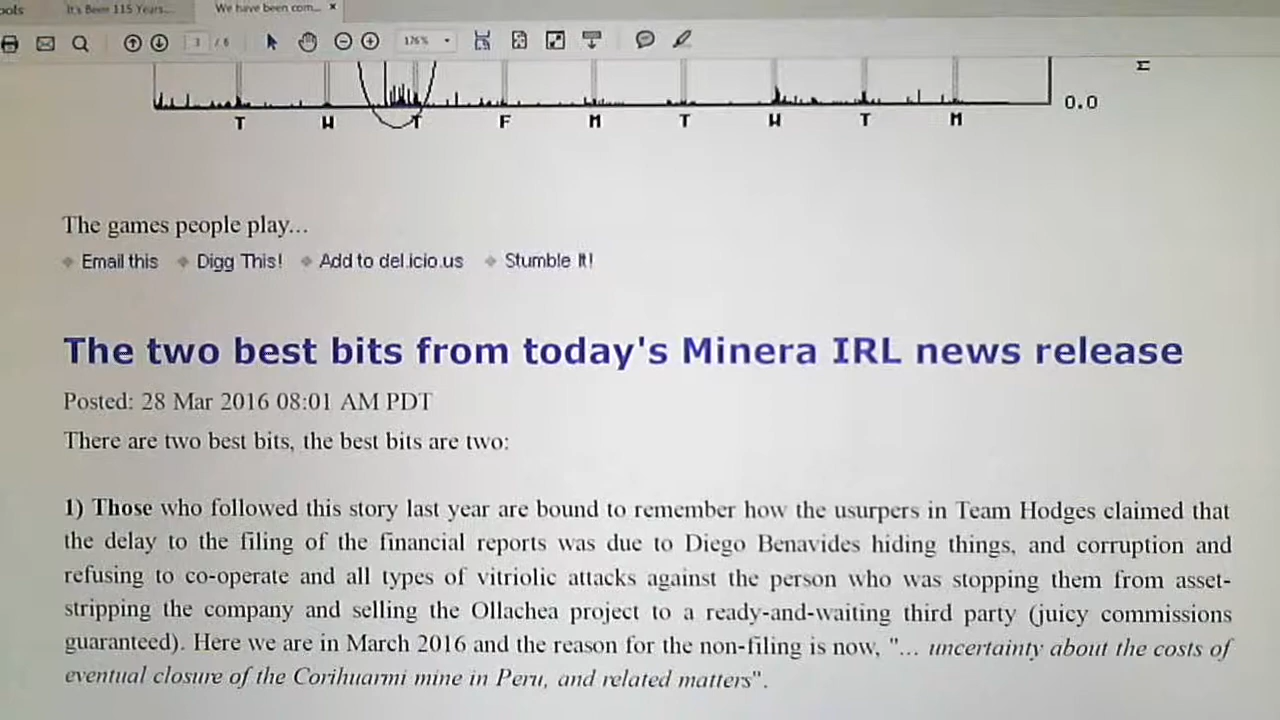 ools It's Been 115 Years... We have been com... ×
3 / 6 176%
0.0
T W T F M T W T M
The games people play...
Email this Digg This! Add to del.icio.us Stumble It!
The two best bits from today's Minera IRL news release
Posted: 28 Mar 2016 08:01 AM PDT
There are two best bits, the best bits are two:
1) Those who followed this story last year are bound to remember how the usurpers in Team Hodges claimed that
the delay to the filing of the financial reports was due to Diego Benavides hiding things, and corruption and
refusing to co-operate and all types of vitriolic attacks against the person who was stopping them from asset-
stripping the company and selling the Ollachea project to a ready-and-waiting third party (juicy commissions
guaranteed). Here we are in March 2016 and the reason for the non-filing is now, "... uncertainty about the costs of
eventual closure of the Corihuarmi mine in Peru, and related matters".